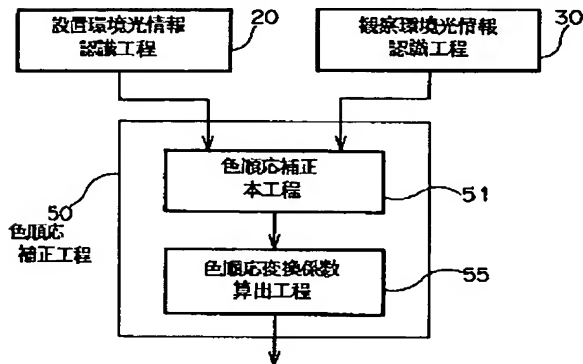 設置環境光情報
認識工程
20
観察環境光情報
認識工程
30
色順応補正
本工程
51
50
色順応
補正工程
色順応変換係数
算出工程
55